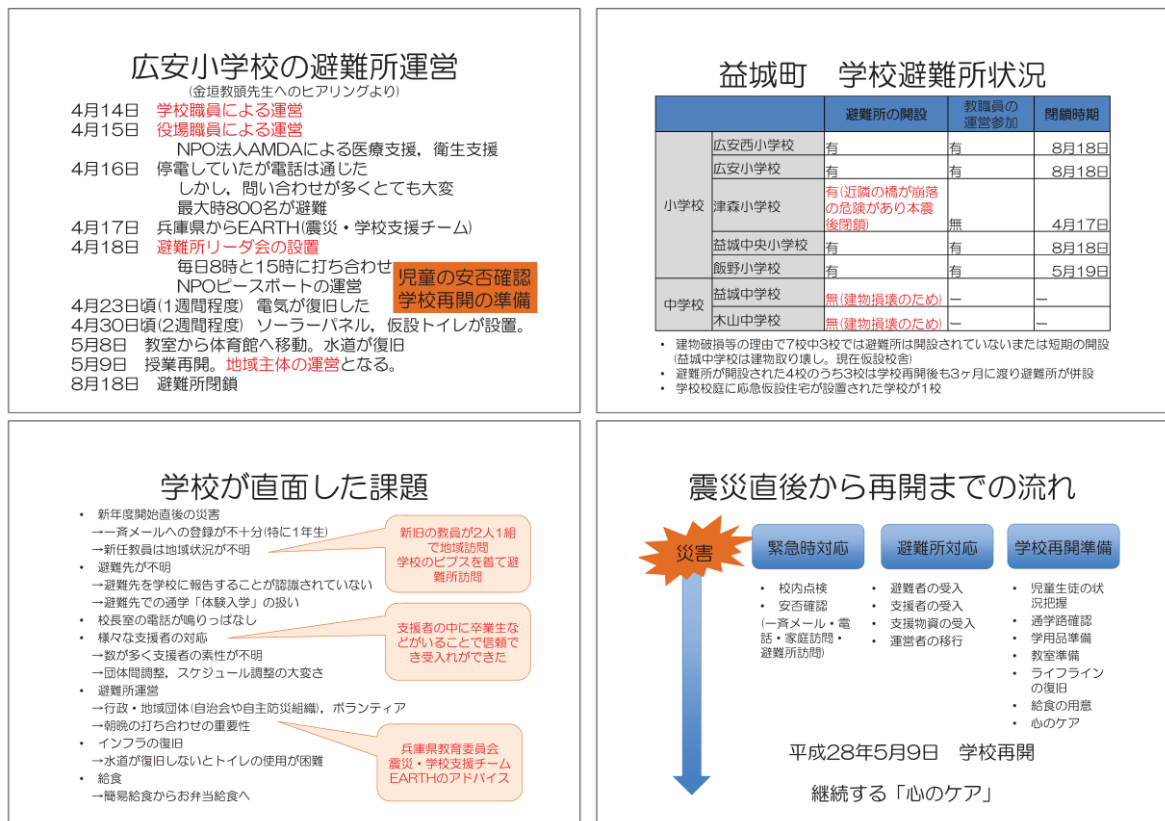 広安小学校の避難所運営
(金垣教頭先生へのヒアリングより)
4月14日 学校職員による運営
4月15日 役場職員による運営
NPO法人AMDAによる医療支援，衛生支援
4月16日 停電していたが電話は通じた
しかし，問い合わせが多くとても大変
最大時800名が避難
4月17日 兵庫県からEARTH(震災・学校支援チーム)
4月18日 避難所リーダ会の設置
毎日8時と15時に打ち合わせ
NPOピースボートの運営
児童の安否確認
学校再開の準備
4月23日頃(1週間程度) 電気が復旧した
4月30日頃(2週間程度) ソーラーパネル，仮設トイレが設置。
5月8日 教室から体育館へ移動。水道が復旧
5月9日 授業再開。地域主体の運営となる。
8月18日 避難所閉鎖
益城町 学校避難所状況
避難所の開設 教職員の運営参加 閉鎖時期
小学校
広安西小学校 有 有 8月18日
広安小学校 有 有 8月18日
津森小学校 有(近隣の橋が崩落の危険があり本震後閉鎖) 無 4月17日
益城中央小学校 有 有 8月18日
飯野小学校 有 有 5月19日
中学校
益城中学校 無(建物損壊のため) ー ー
木山中学校 無(建物損壊のため) ー ー
• 建物破損等の理由で7校中3校では避難所は開設されていないまたは短期の開設
(益城中学校は建物取り壊し。現在仮設校舎)
• 避難所が開設された4校のうち3校は学校再開後も3ヶ月に渡り避難所が併設
• 学校校庭に応急仮設住宅が設置された学校が1校
学校が直面した課題
• 新年度開始直後の災害
→一斉メールへの登録が不十分(特に1年生)
→新任教員は地域状況が不明
• 避難先が不明
→避難先を学校に報告することが認識されていない
→避難先での通学「体験入学」の扱い
• 校長室の電話が鳴りっぱなし
• 様々な支援者の対応
→数が多く支援者の素性が不明
→団体間調整，スケジュール調整の大変さ
• 避難所運営
→行政・地域団体(自治会や自主防災組織)，ボランティア
→朝晩の打ち合わせの重要性
• インフラの復旧
→水道が復旧しないとトイレの使用が困難
• 給食
→簡易給食からお弁当給食へ
新旧の教員が2人1組
で地域訪問
学校のビブスを着て避
難所訪問
支援者の中に卒業生な
どがいることで信頼で
き受入れができた
兵庫県教育委員会
震災・学校支援チーム
EARTHのアドバイス
震災直後から再開までの流れ
災害
緊急時対応
• 校内点検
• 安否確認
(一斉メール・電
話・家庭訪問・
避難所訪問)
避難所対応
• 避難者の受入
• 支援者の受入
• 支援物資の受入
• 運営者の移行
学校再開準備
• 児童生徒の状
況把握
• 通学路確認
• 学用品準備
• 教室準備
• ライフライン
の復旧
• 給食の用意
• 心のケア
平成28年5月9日 学校再開
継続する「心のケア」